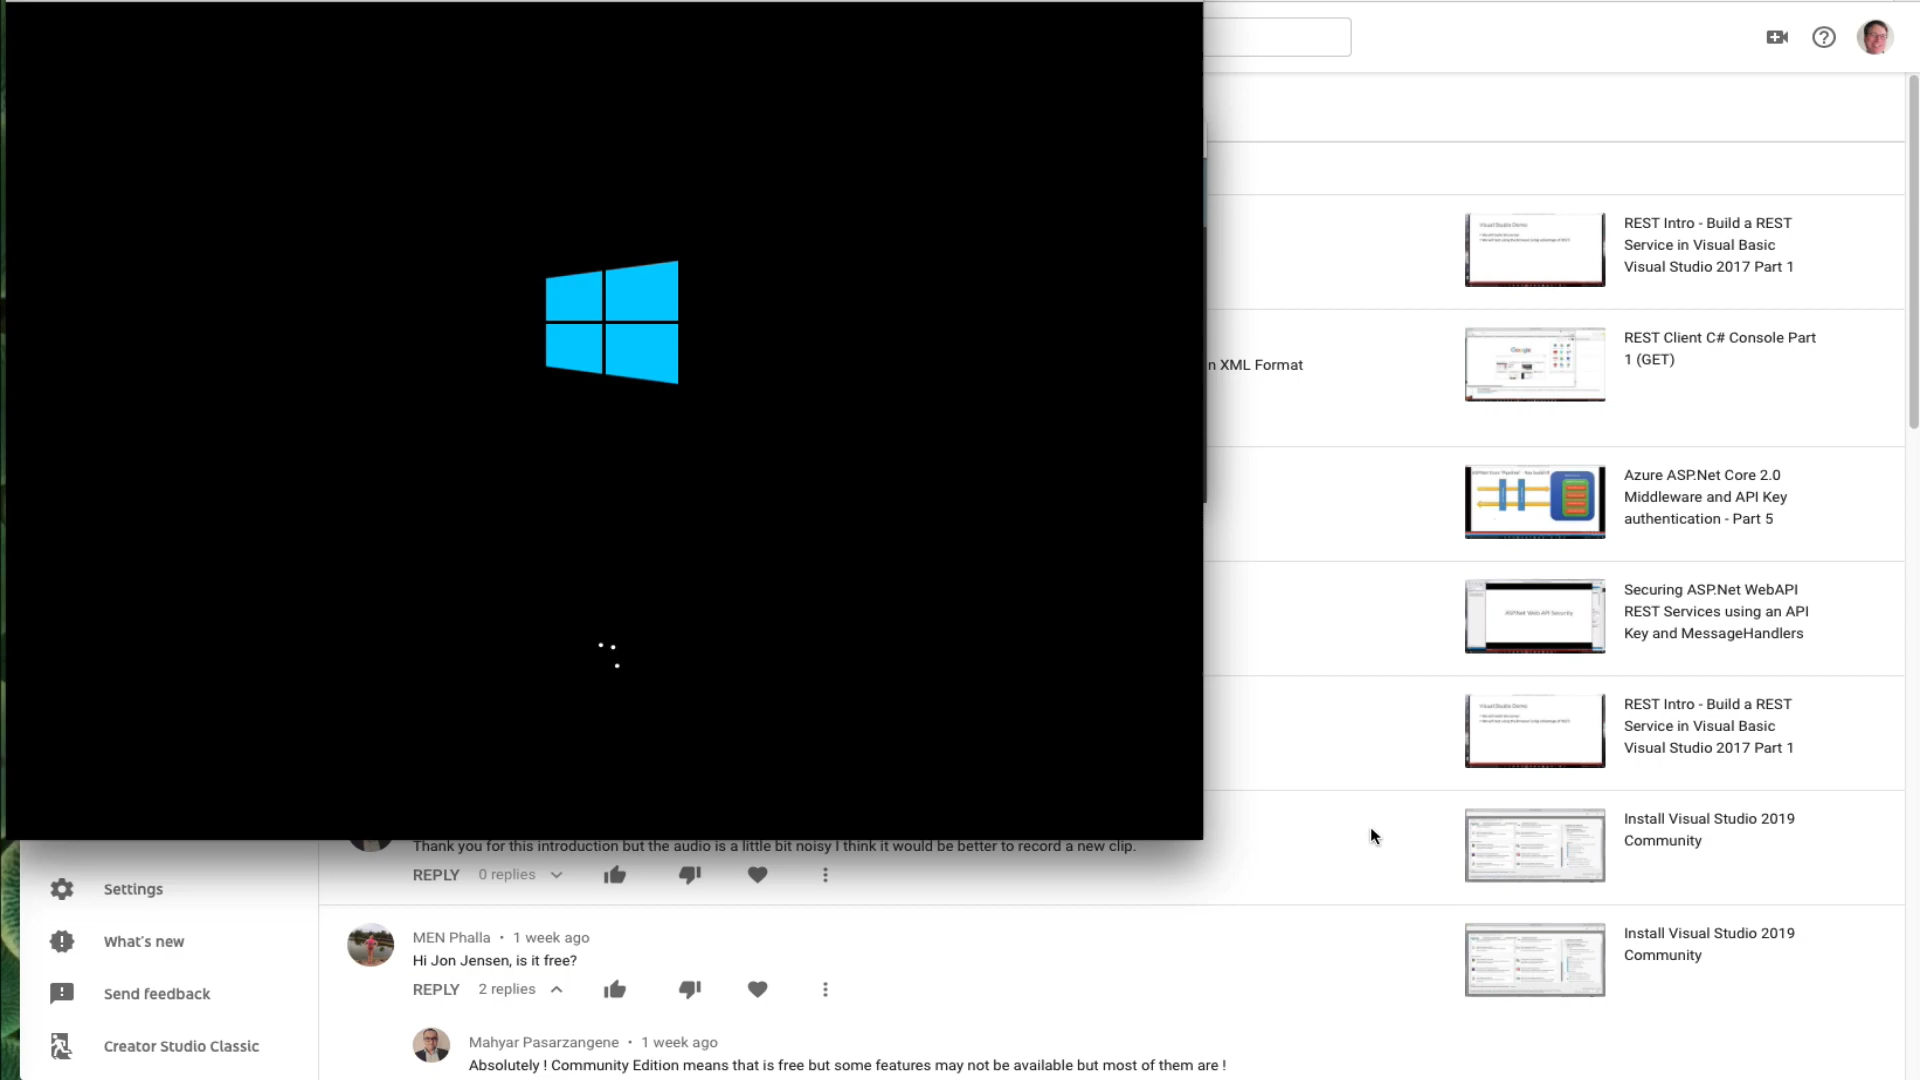 REST Intro - Build a REST
Service in Visual Basic
Visual Studio 2017 Part 1
n XML Format
REST Client C# Console Part
1 (GET)
Azure ASP.Net Core 2.0
Middleware and API Key
authentication - Part 5
Securing ASP.Net WebAPI
REST Services using an API
Key and MessageHandlers
REST Intro - Build a REST
Service in Visual Basic
Visual Studio 2017 Part 1
Install Visual Studio 2019
Community
Thank you for this introduction but the audio is a little bit noisy I think it would be better to record a new clip.
REPLY 0 replies
Settings
What's new
Send feedback
Creator Studio Classic
MEN Phalla • 1 week ago
Hi Jon Jensen, is it free?
REPLY 2 replies
Install Visual Studio 2019
Community
Mahyar Pasarzangene • 1 week ago
Absolutely ! Community Edition means that is free but some features may not be available but most of them are !